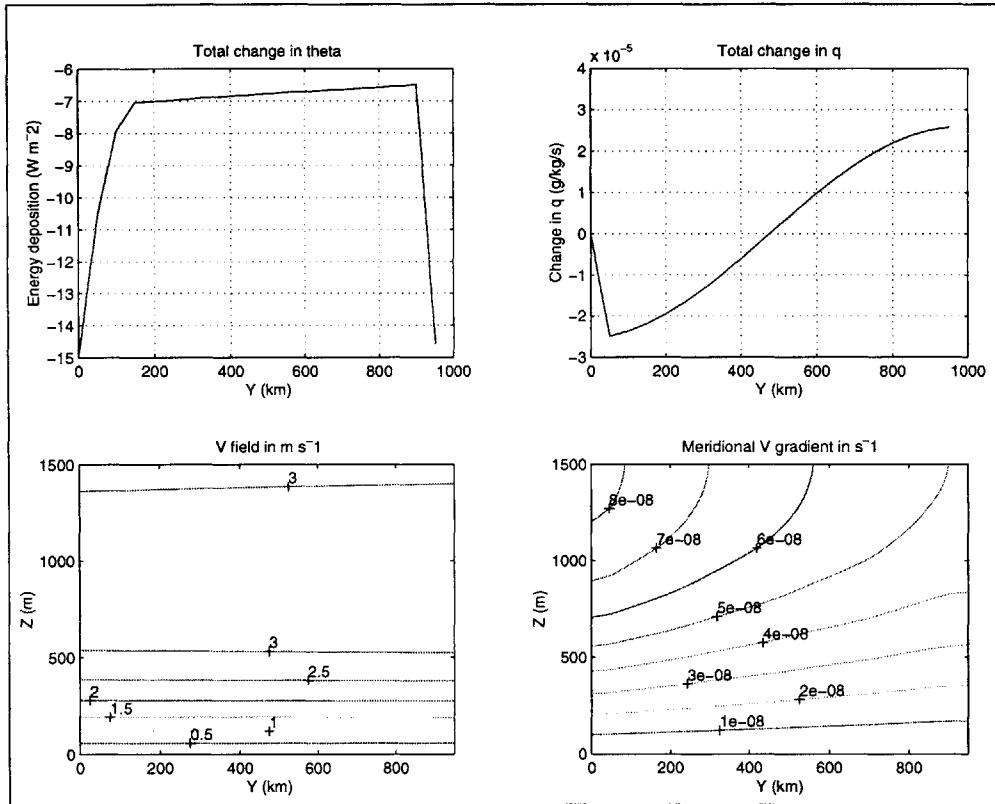 Total change in theta
Energy deposition (W m⁻2)
-6
-7
-8
-9
-10
-11
-12
-13
-14
-15
0 200 400 600 800 1000
Y (km)
Total change in q
x 10⁻5
Change in q (g/kg/s)
4
3
2
1
0
-1
-2
-3
0 200 400 600 800 1000
Y (km)
V field in m s⁻1
Z (m)
1500
1000
500
0
3
3
2.5
2
1.5
1
0.5
0 200 400 600 800
Y (km)
Meridional V gradient in s⁻1
Z (m)
1500
1000
500
0
8e-08
7e-08
6e-08
5e-08
4e-08
3e-08
2e-08
1e-08
0 200 400 600 800
Y (km)